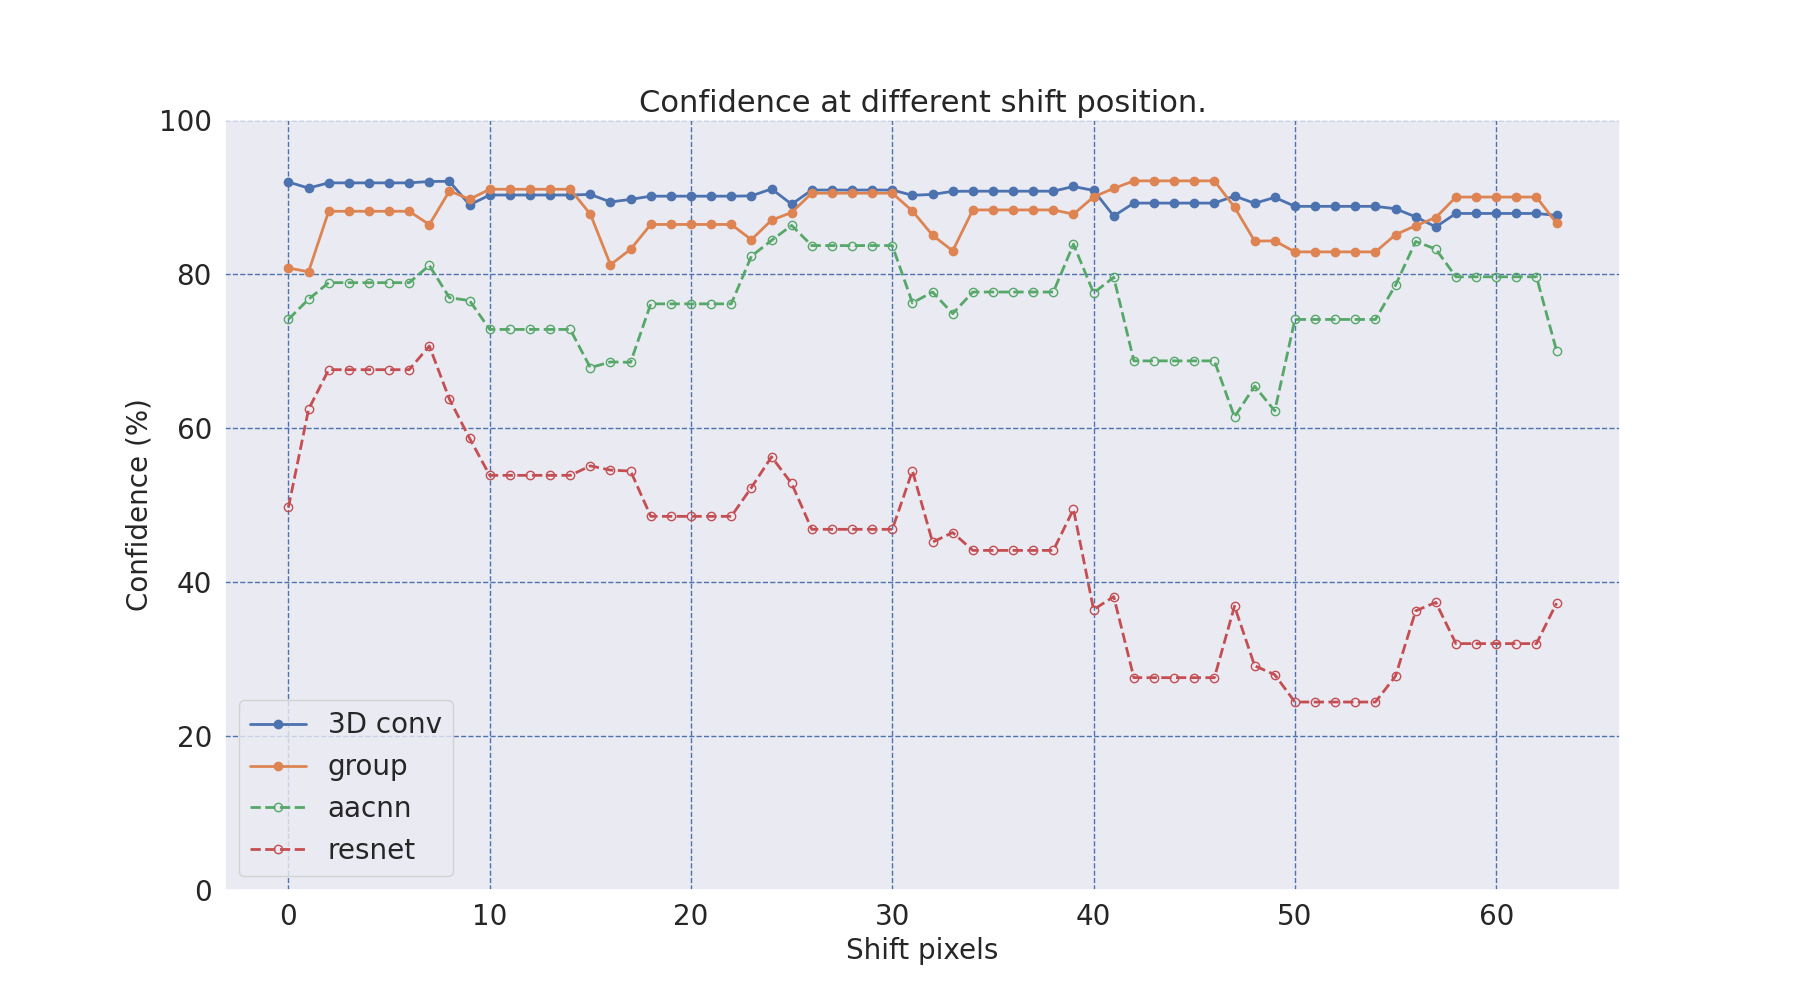 Confidence at different shift position.
100
80
60
40
20
0
Confidence (%)
3D conv
group
aacnn
resnet
0 10 20 30 40 50 60
Shift pixels